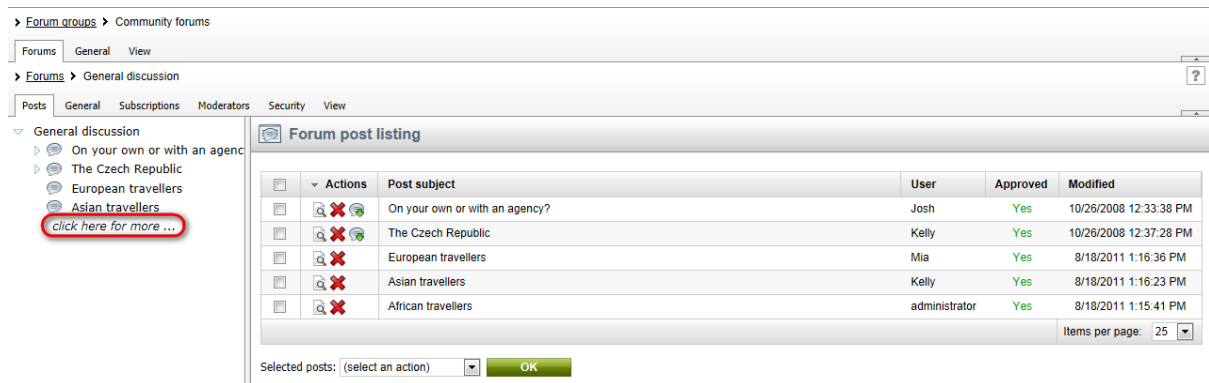 Forum groups > Community forums
Forums General View
Forums > General discussion ?
Posts General Subscriptions Moderators Security View
General discussion
On your own or with an agenc
The Czech Republic
European travellers
Asian travellers
click here for more ...
Forum post listing
Actions Post subject User Approved Modified
On your own or with an agency? Josh Yes 10/26/2008 12:33:38 PM
The Czech Republic Kelly Yes 10/26/2008 12:37:28 PM
European travellers Mia Yes 8/18/2011 1:16:36 PM
Asian travellers Kelly Yes 8/18/2011 1:16:23 PM
African travellers administrator Yes 8/18/2011 1:15:41 PM
Items per page: 25
Selected posts: (select an action) OK